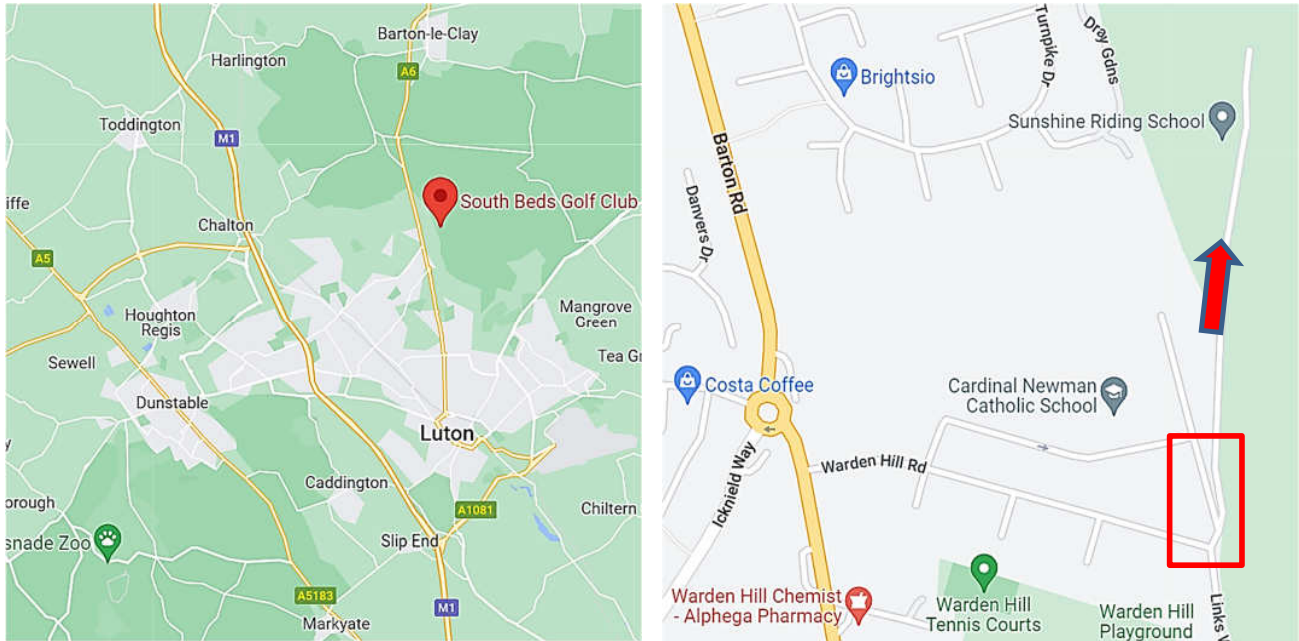 Barton-le-Clay
Harlington
A6
Toddington
M1
South Beds Golf Club
iffe
Chalton
A5
Houghton
Regis
Mangrove
Green
Sewell
Tea G
Dunstable
Luton
Caddington
orough
A1081
Chiltern
snade Zoo
Slip End
A5183
M1
Markyate
Turnpike Dr
Dray Gdns
Brightsio
Sunshine Riding School
Barton Rd
Danvers Dr
Costa Coffee
Cardinal Newman
Catholic School
Warden Hill Rd
Icknield Way
Warden Hill Chemist
- Alphega Pharmacy
Warden Hill
Tennis Courts
Warden Hill
Playground
Links